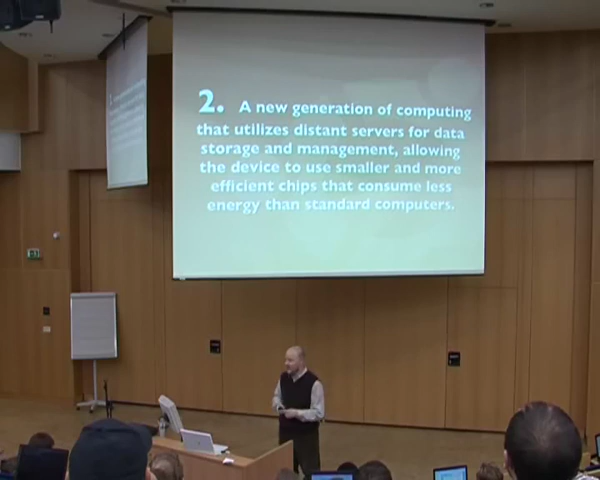 2. A new generation of computing
that utilizes distant servers for data
storage and management, allowing
the device to use smaller and more
efficient chips that consume less
energy than standard computers.